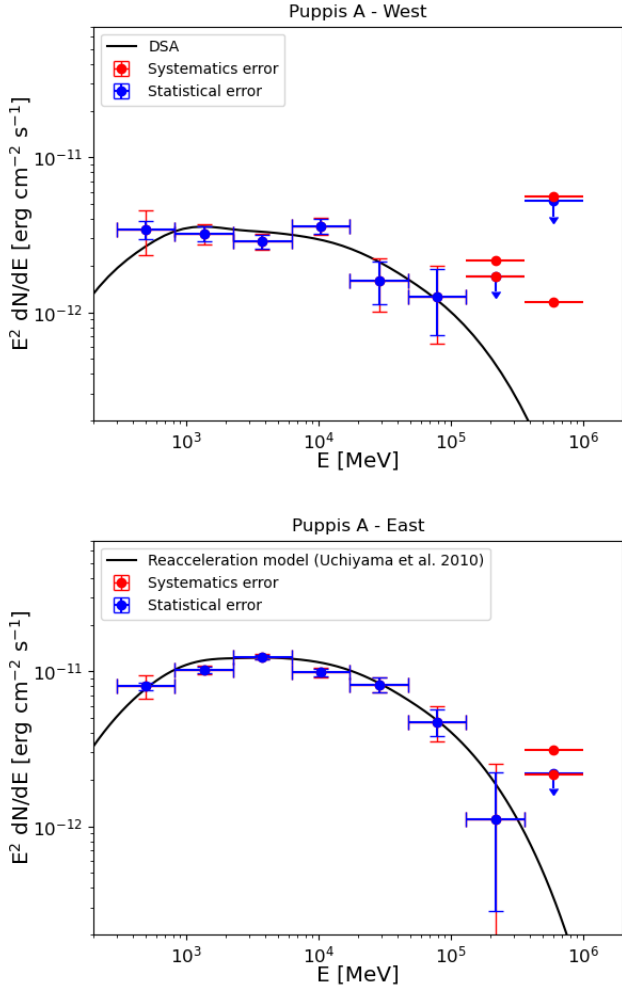 Puppis A - West
DSA
Systematics error
Statistical error
10⁻¹¹
10⁻¹²
E² dN/dE [erg cm⁻² s⁻¹]
10³ 10⁴ 10⁵ 10⁶
E [MeV]
Puppis A - East
Reacceleration model (Uchiyama et al. 2010)
Systematics error
Statistical error
10⁻¹¹
10⁻¹²
E² dN/dE [erg cm⁻² s⁻¹]
10³ 10⁴ 10⁵ 10⁶
E [MeV]